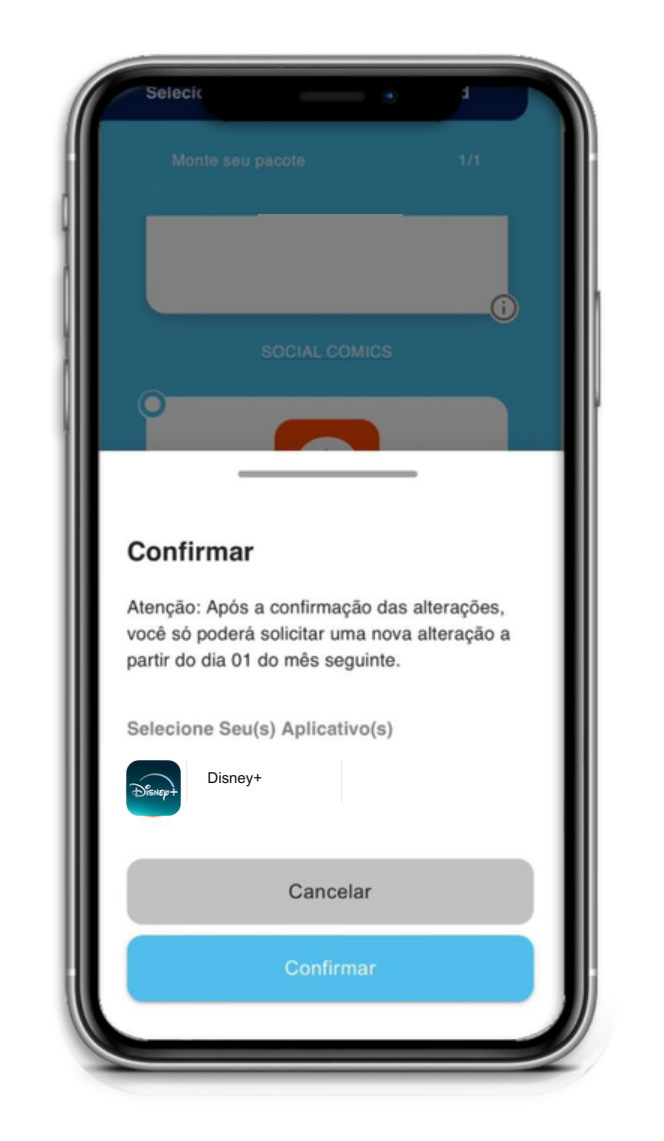 Monte seu pacote 1/1
SOCIAL COMICS
Confirmar
Atenção: Após a confirmação das alterações,
você só poderá solicitar uma nova alteração a
partir do dia 01 do mês seguinte.
Selecione Seu(s) Aplicativo(s)
Disney+
Disney+
Cancelar
Confirmar